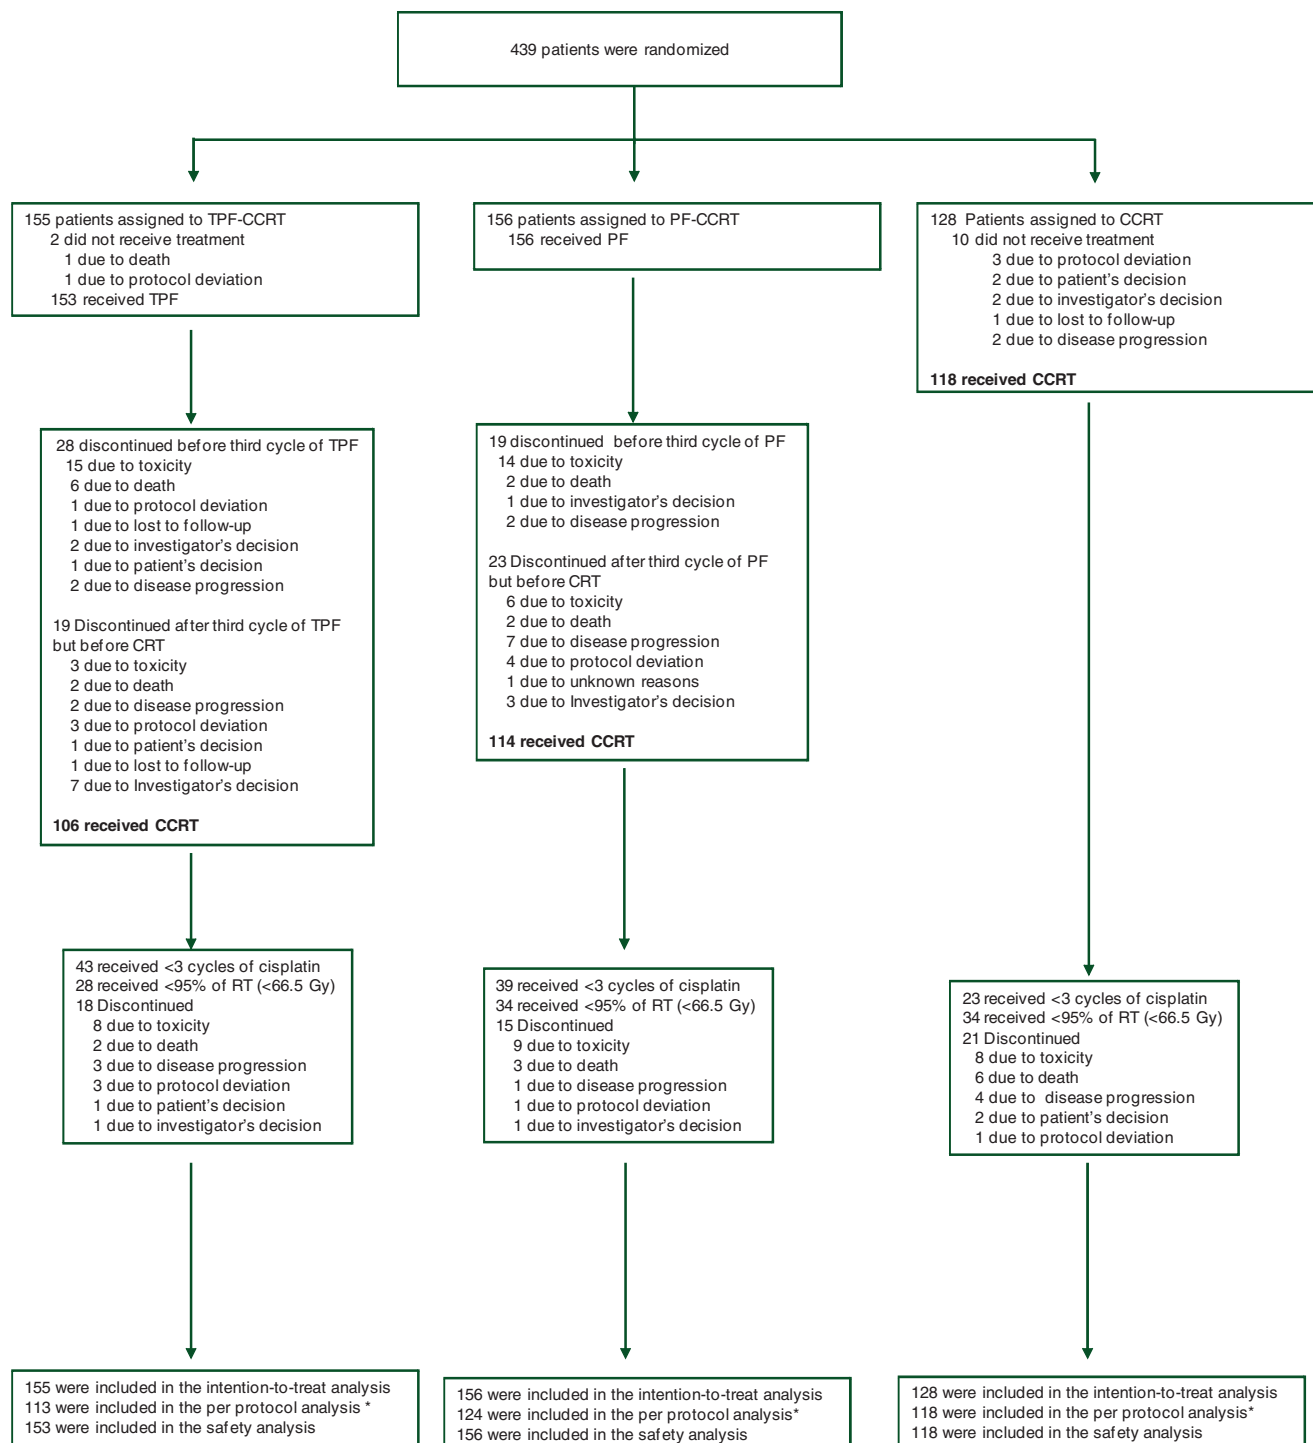 439 patients were randomized
155 patients assigned to TPF-CCRT
2 did not receive treatment
1 due to death
1 due to protocol deviation
153 received TPF
156 patients assigned to PF-CCRT
156 received PF
128 Patients assigned to CCRT
10 did not receive treatment
3 due to protocol deviation
2 due to patient's decision
2 due to investigator's decision
1 due to lost to follow-up
2 due to disease progression
118 received CCRT
28 discontinued before third cycle of TPF
15 due to toxicity
6 due to death
1 due to protocol deviation
1 due to lost to follow-up
2 due to investigator's decision
1 due to patient's decision
2 due to disease progression
19 Discontinued after third cycle of TPF
but before CRT
3 due to toxicity
2 due to death
2 due to disease progression
3 due to protocol deviation
1 due to patient's decision
1 due to lost to follow-up
7 due to Investigator's decision
106 received CCRT
19 discontinued before third cycle of PF
14 due to toxicity
2 due to death
1 due to investigator's decision
2 due to disease progression
23 Discontinued after third cycle of PF
but before CRT
6 due to toxicity
2 due to death
7 due to disease progression
4 due to protocol deviation
1 due to unknown reasons
3 due to Investigator's decision
114 received CCRT
43 received <3 cycles of cisplatin
28 received <95% of RT (<66.5 Gy)
18 Discontinued
8 due to toxicity
2 due to death
3 due to disease progression
3 due to protocol deviation
1 due to patient's decision
1 due to investigator's decision
39 received <3 cycles of cisplatin
34 received <95% of RT (<66.5 Gy)
15 Discontinued
9 due to toxicity
3 due to death
1 due to disease progression
1 due to protocol deviation
1 due to investigator's decision
23 received <3 cycles of cisplatin
34 received <95% of RT (<66.5 Gy)
21 Discontinued
8 due to toxicity
6 due to death
4 due to disease progression
2 due to patient's decision
1 due to protocol deviation
155 were included in the intention-to-treat analysis
113 were included in the per protocol analysis *
153 were included in the safety analysis
156 were included in the intention-to-treat analysis
124 were included in the per protocol analysis*
156 were included in the safety analysis
128 were included in the intention-to-treat analysis
118 were included in the per protocol analysis*
118 were included in the safety analysis